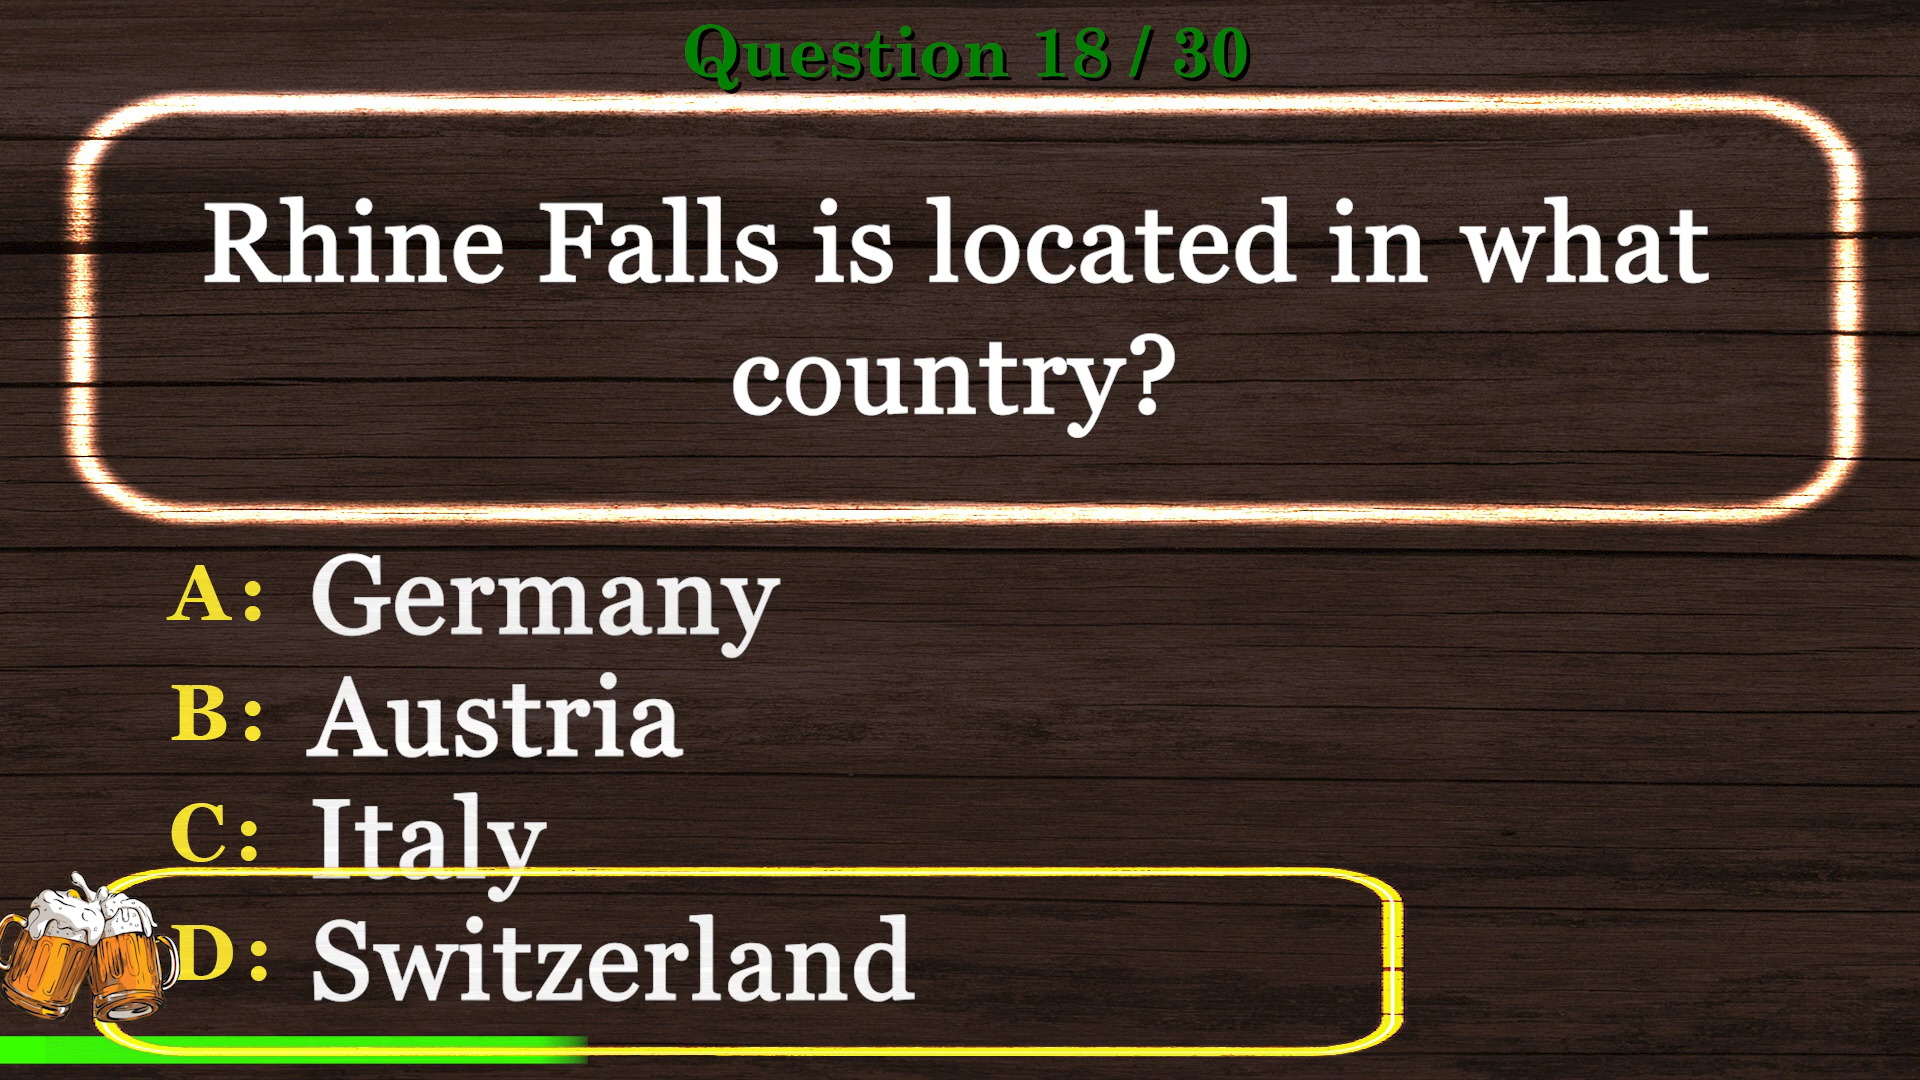 Question 18 / 30
Rhine Falls is located in what
country?
A: Germany
B: Austria
C: Italy
D: Switzerland